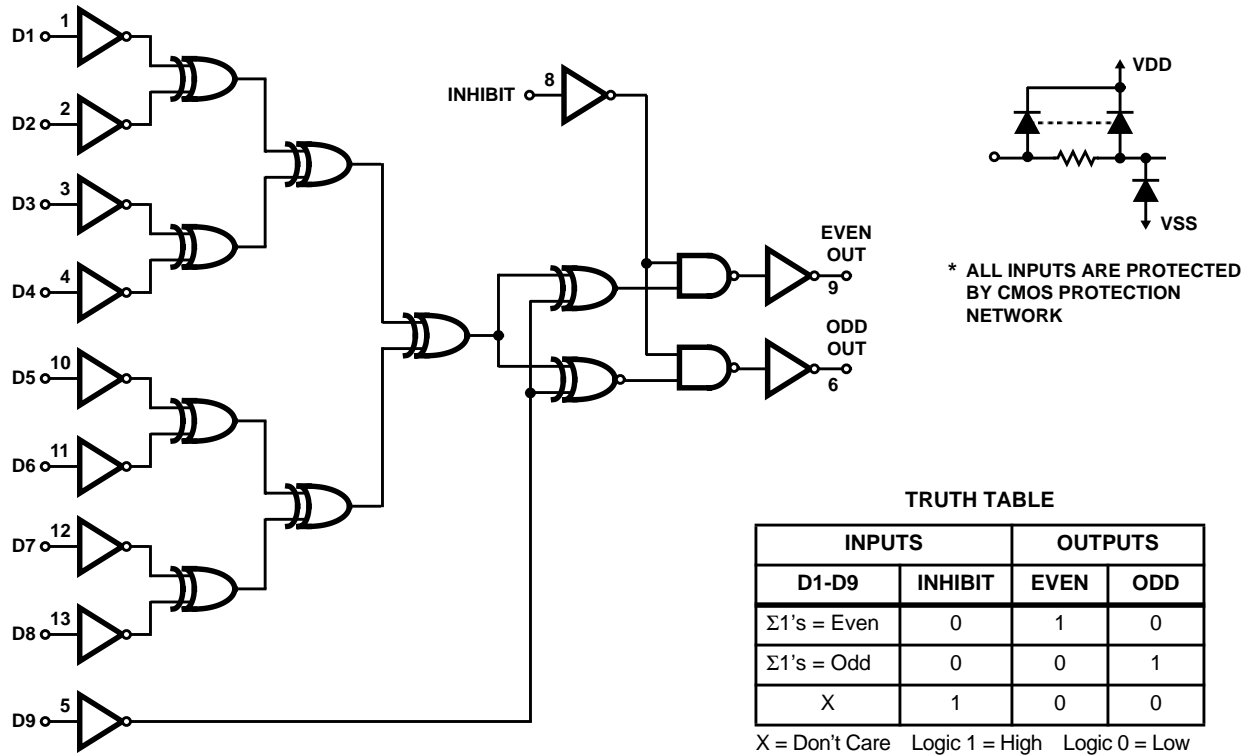 D1 1
D2 2
D3 3
D4 4
D5 10
D6 11
D7 12
D8 13
D9 5
INHIBIT 8
EVEN
OUT
9
ODD
OUT
6
VDD
VSS
* ALL INPUTS ARE PROTECTED
BY CMOS PROTECTION
NETWORK
TRUTH TABLE
INPUTS OUTPUTS
D1-D9 INHIBIT EVEN ODD
Σ1's = Even 0 1 0
Σ1's = Odd 0 0 1
X 1 0 0
X = Don't Care Logic 1 = High Logic 0 = Low